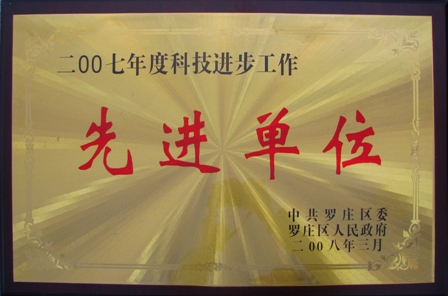 二00七年度科技进步工作
先进单位
中共罗庄区委
罗庄区人民政府
二00八年三月